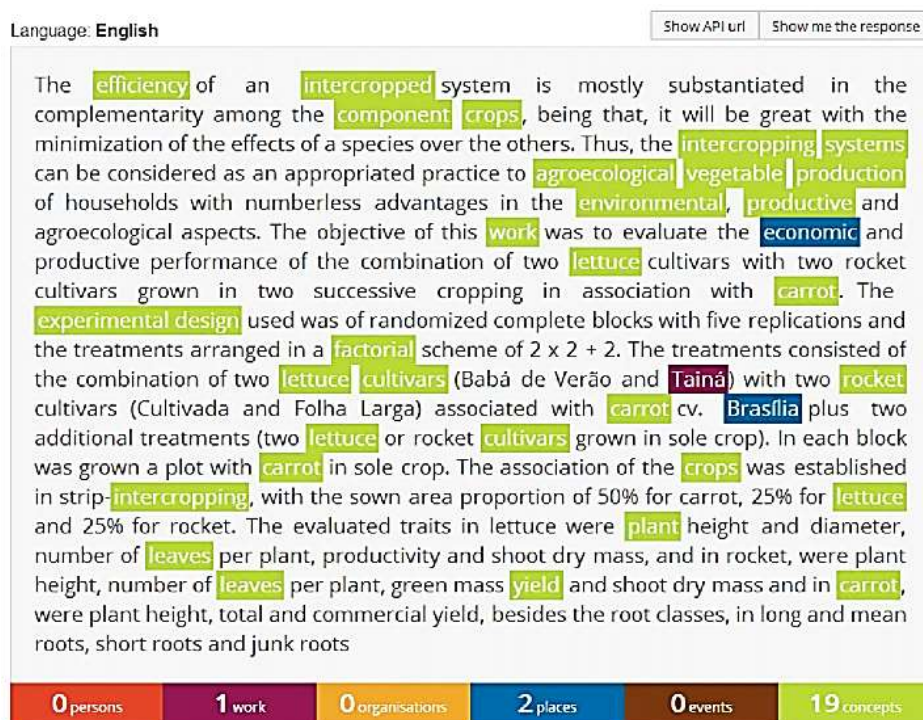 Language: English
Show API url
Show me the response
The efficiency of an intercropped system is mostly substantiated in the
complementarity among the component crops, being that, it will be great with the
minimization of the effects of a species over the others. Thus, the intercropping systems
can be considered as an appropriated practice to agroecological vegetable production
of households with numberless advantages in the environmental, productive and
agroecological aspects. The objective of this work was to evaluate the economic and
productive performance of the combination of two lettuce cultivars with two rocket
cultivars grown in two successive cropping in association with carrot. The
experimental design used was of randomized complete blocks with five replications and
the treatments arranged in a factorial scheme of 2 x 2 + 2. The treatments consisted of
the combination of two lettuce cultivars (Babá de Verão and Tainá) with two rocket
cultivars (Cultivada and Folha Larga) associated with carrot cv. Brasília plus two
additional treatments (two lettuce or rocket cultivars grown in sole crop). In each block
was grown a plot with carrot in sole crop. The association of the crops was established
in strip-intercropping, with the sown area proportion of 50% for carrot, 25% for lettuce
and 25% for rocket. The evaluated traits in lettuce were plant height and diameter,
number of leaves per plant, productivity and shoot dry mass, and in rocket, were plant
height, number of leaves per plant, green mass yield and shoot dry mass and in carrot,
were plant height, total and commercial yield, besides the root classes, in long and mean
roots, short roots and junk roots
0 persons
1 work
0 organisations
2 places
0 events
19 concepts